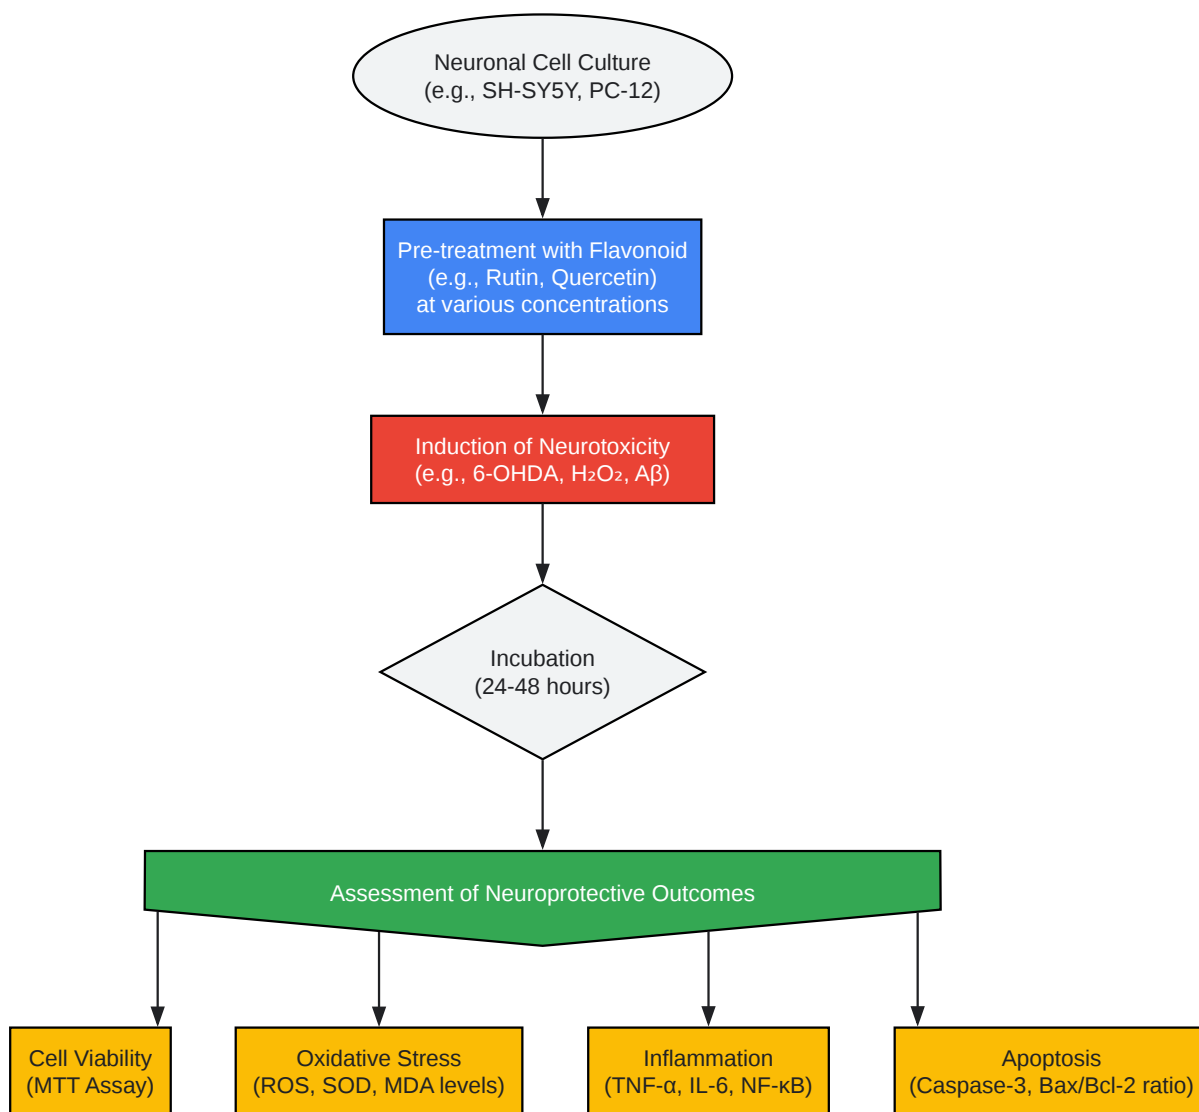 Neuronal Cell Culture
(e.g., SH-SY5Y, PC-12)
Pre-treatment with Flavonoid
(e.g., Rutin, Quercetin)
at various concentrations
Induction of Neurotoxicity
(e.g., 6-OHDA, H₂O₂, Aβ)
Incubation
(24-48 hours)
Assessment of Neuroprotective Outcomes
Cell Viability
(MTT Assay)
Oxidative Stress
(ROS, SOD, MDA levels)
Inflammation
(TNF-α, IL-6, NF-κB)
Apoptosis
(Caspase-3, Bax/Bcl-2 ratio)